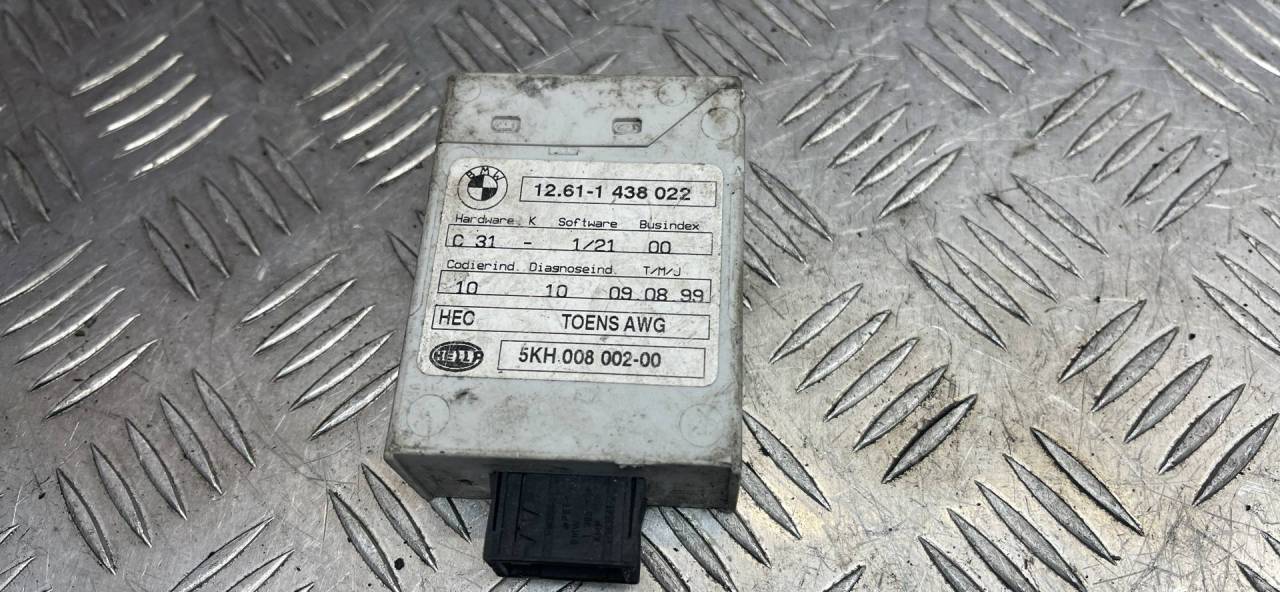 BMW
12.61-1 438 022
Hardware K Software Busindex
C 31 - 1/21 00
Codierind. Diagnoseind. T/M/J
10 10 09 08 99
HEC TOENS AWG
HELLA
5KH 008 002-00